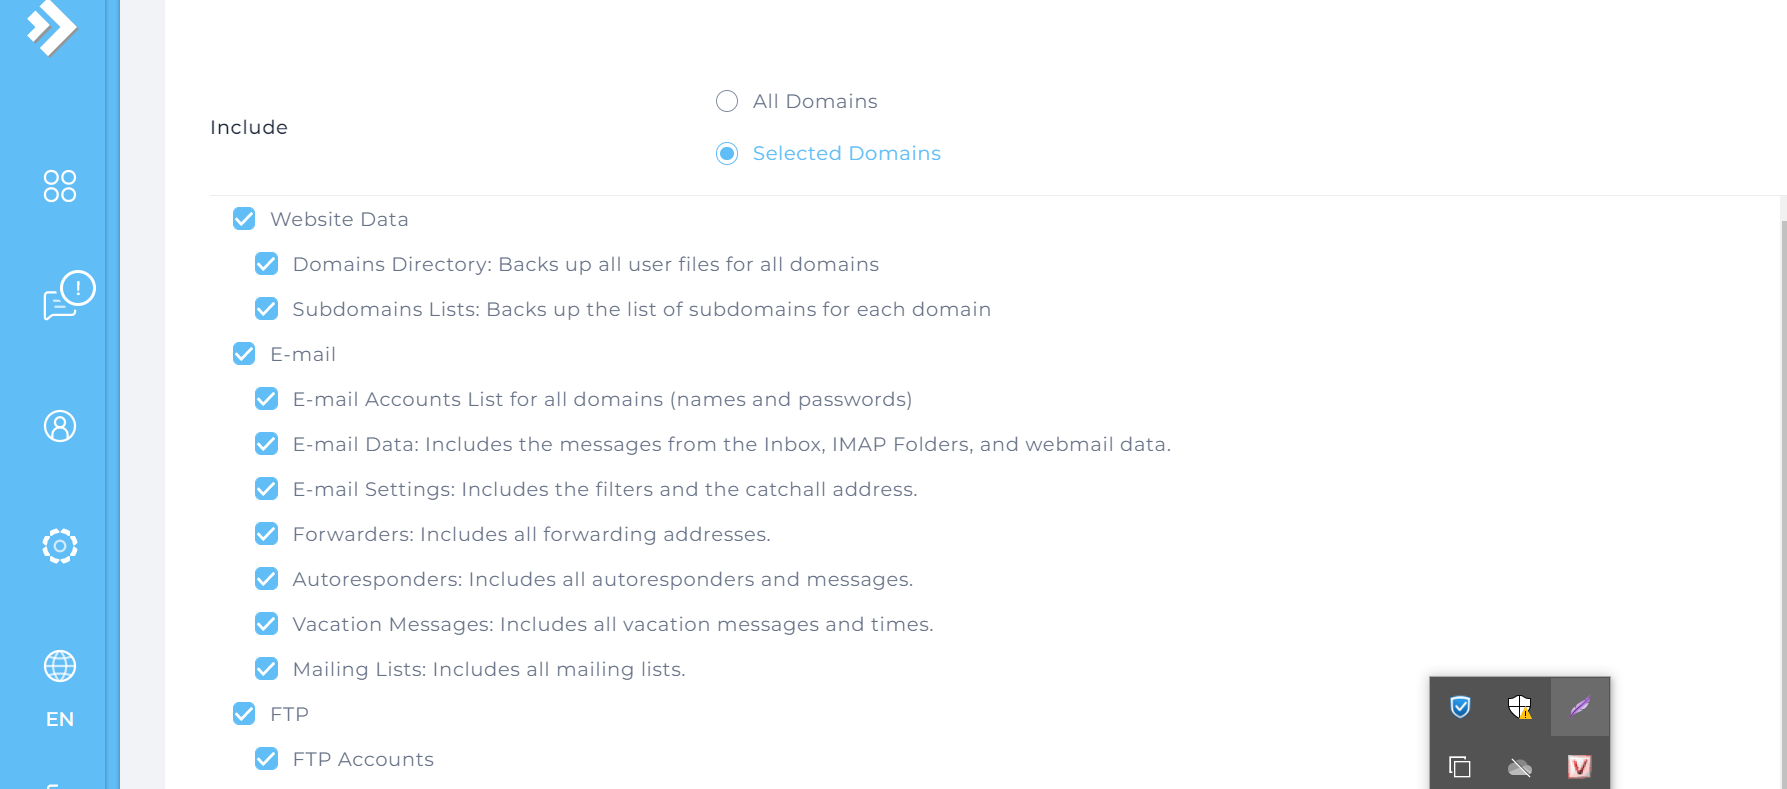 All Domains
Include
Selected Domains
Website Data
Domains Directory: Backs up all user files for all domains
Subdomains Lists: Backs up the list of subdomains for each domain
E-mail
E-mail Accounts List for all domains (names and passwords)
E-mail Data: Includes the messages from the Inbox, IMAP Folders, and webmail data.
E-mail Settings: Includes the filters and the catchall address.
Forwarders: Includes all forwarding addresses.
Autoresponders: Includes all autoresponders and messages.
Vacation Messages: Includes all vacation messages and times.
Mailing Lists: Includes all mailing lists.
FTP
FTP Accounts
!
EN
V